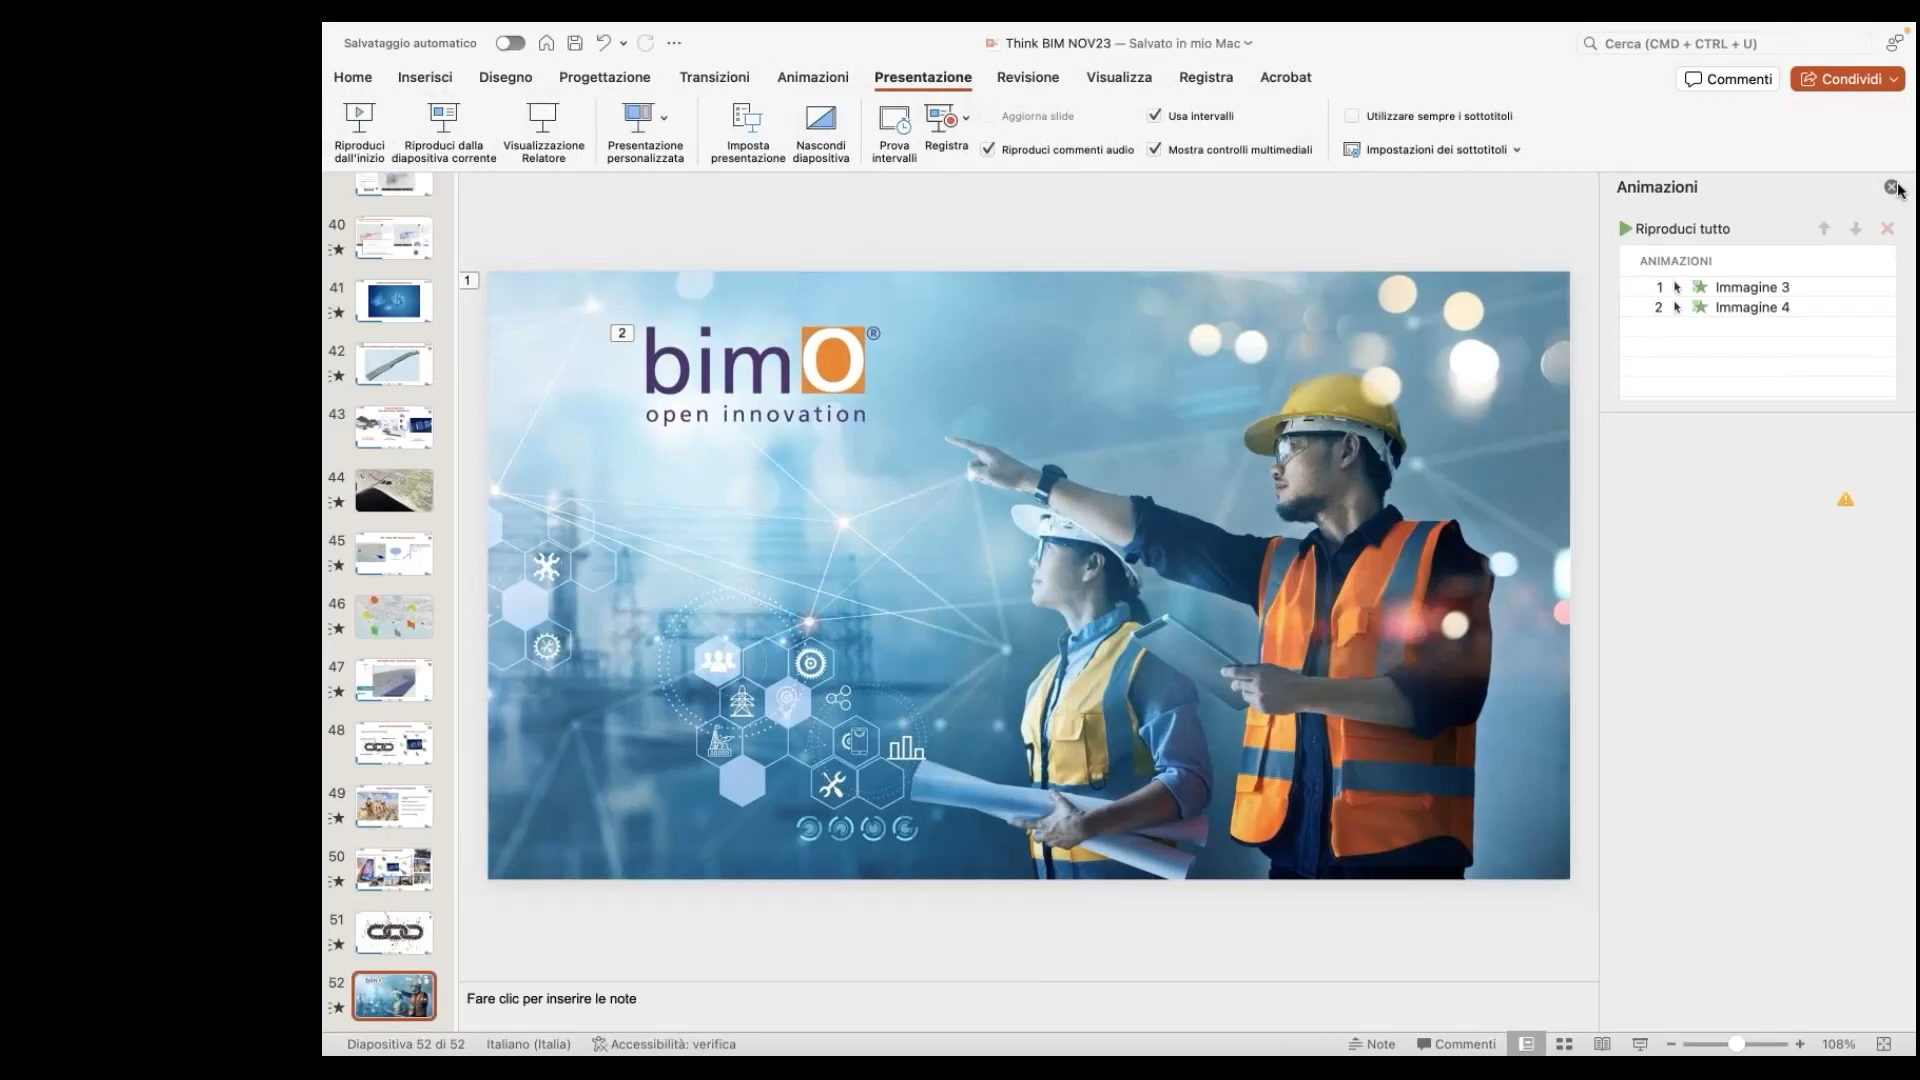 Salvataggio automatico
Think BIM NOV23 — Salvato in mio Mac
Cerca (CMD + CTRL + U)
Home Inserisci Disegno Progettazione Transizioni Animazioni Presentazione Revisione Visualizza Registra Acrobat
Commenti
Condividi
Riproduci dall'inizio
Riproduci dalla diapositiva corrente
Visualizzazione Relatore
Presentazione personalizzata
Imposta presentazione
Nascondi diapositiva
Prova intervalli
Registra
Aggiorna slide
Riproduci commenti audio
Usa intervalli
Mostra controlli multimediali
Utilizzare sempre i sottotitoli
Impostazioni dei sottotitoli
40
41
42
43
44
45
46
47
48
49
50
51
52
1
2
bimO®
open innovation
Animazioni
Riproduci tutto
ANIMAZIONI
1 Immagine 3
2 Immagine 4
Fare clic per inserire le note
Diapositiva 52 di 52
Italiano (Italia)
Accessibilità: verifica
Note
Commenti
108%